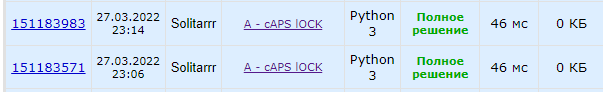 151183983 27.03.2022 23:14 Solitarrr A - cAPS lOCK Python 3 Полное решение 46 мс 0 КБ
151183571 27.03.2022 23:06 Solitarrr A - cAPS lOCK Python 3 Полное решение 46 мс 0 КБ